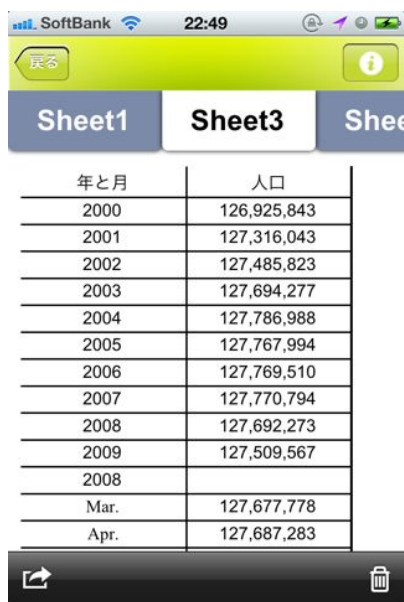 SoftBank 22:49
戻る
Sheet1 Sheet3 Shee
年と月 人口
2000 126,925,843
2001 127,316,043
2002 127,485,823
2003 127,694,277
2004 127,786,988
2005 127,767,994
2006 127,769,510
2007 127,770,794
2008 127,692,273
2009 127,509,567
2008
Mar. 127,677,778
Apr. 127,687,283